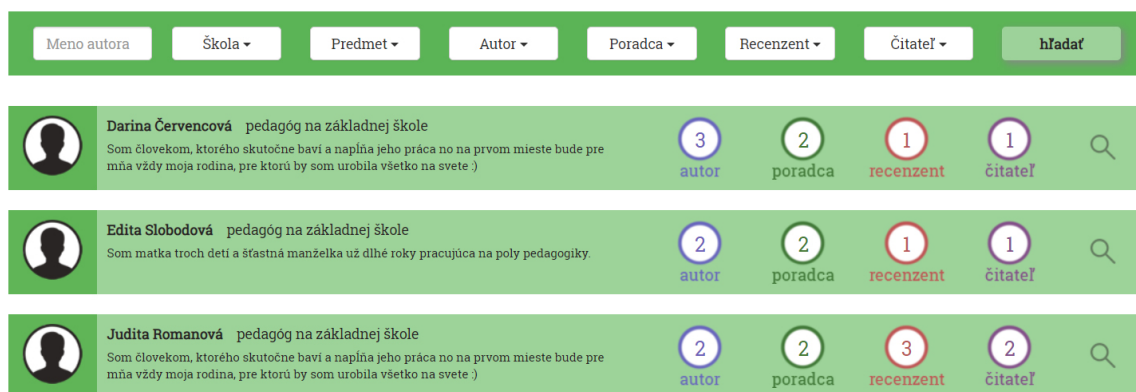 Meno autora Škola Predmet Autor Poradca Recenzent Čitateľ hľadať
Darina Červencová pedagóg na základnej škole
Som človekom, ktorého skutočne baví a napĺňa jeho práca no na prvom mieste bude pre
mňa vždy moja rodina, pre ktorú by som urobila všetko na svete :)
3 2 1 1
autor poradca recenzent čitateľ
Edita Slobodová pedagóg na základnej škole
Som matka troch detí a šťastná manželka už dlhé roky pracujúca na poly pedagogiky.
2 2 1 1
autor poradca recenzent čitateľ
Judita Romanová pedagóg na základnej škole
Som človekom, ktorého skutočne baví a napĺňa jeho práca no na prvom mieste bude pre
mňa vždy moja rodina, pre ktorú by som urobila všetko na svete :)
2 2 3 2
autor poradca recenzent čitateľ